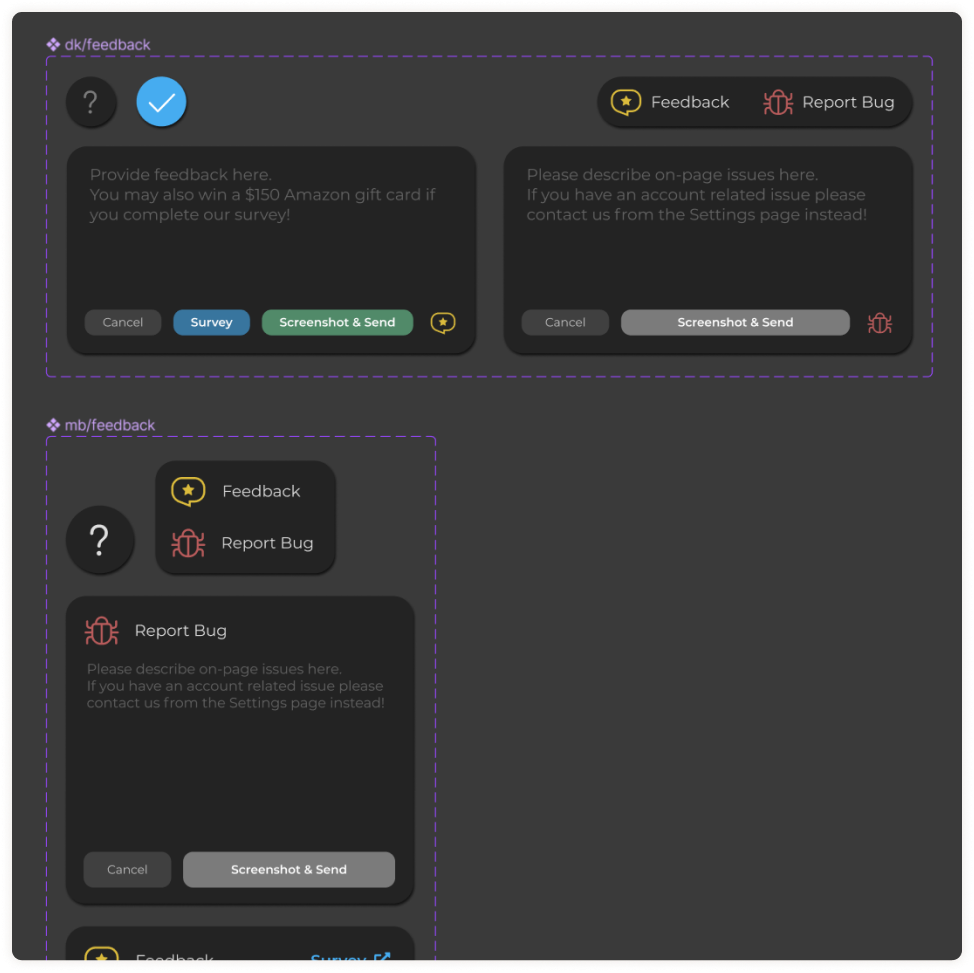 dk/feedback
?
Feedback
Report Bug
Provide feedback here.
You may also win a $150 Amazon gift card if
you complete our survey!
Cancel
Survey
Screenshot & Send
Please describe on-page issues here.
If you have an account related issue please
contact us from the Settings page instead!
Cancel
Screenshot & Send
mb/feedback
?
Feedback
Report Bug
Report Bug
Please describe on-page issues here.
If you have an account related issue please
contact us from the Settings page instead!
Cancel
Screenshot & Send
Feedback
Survey